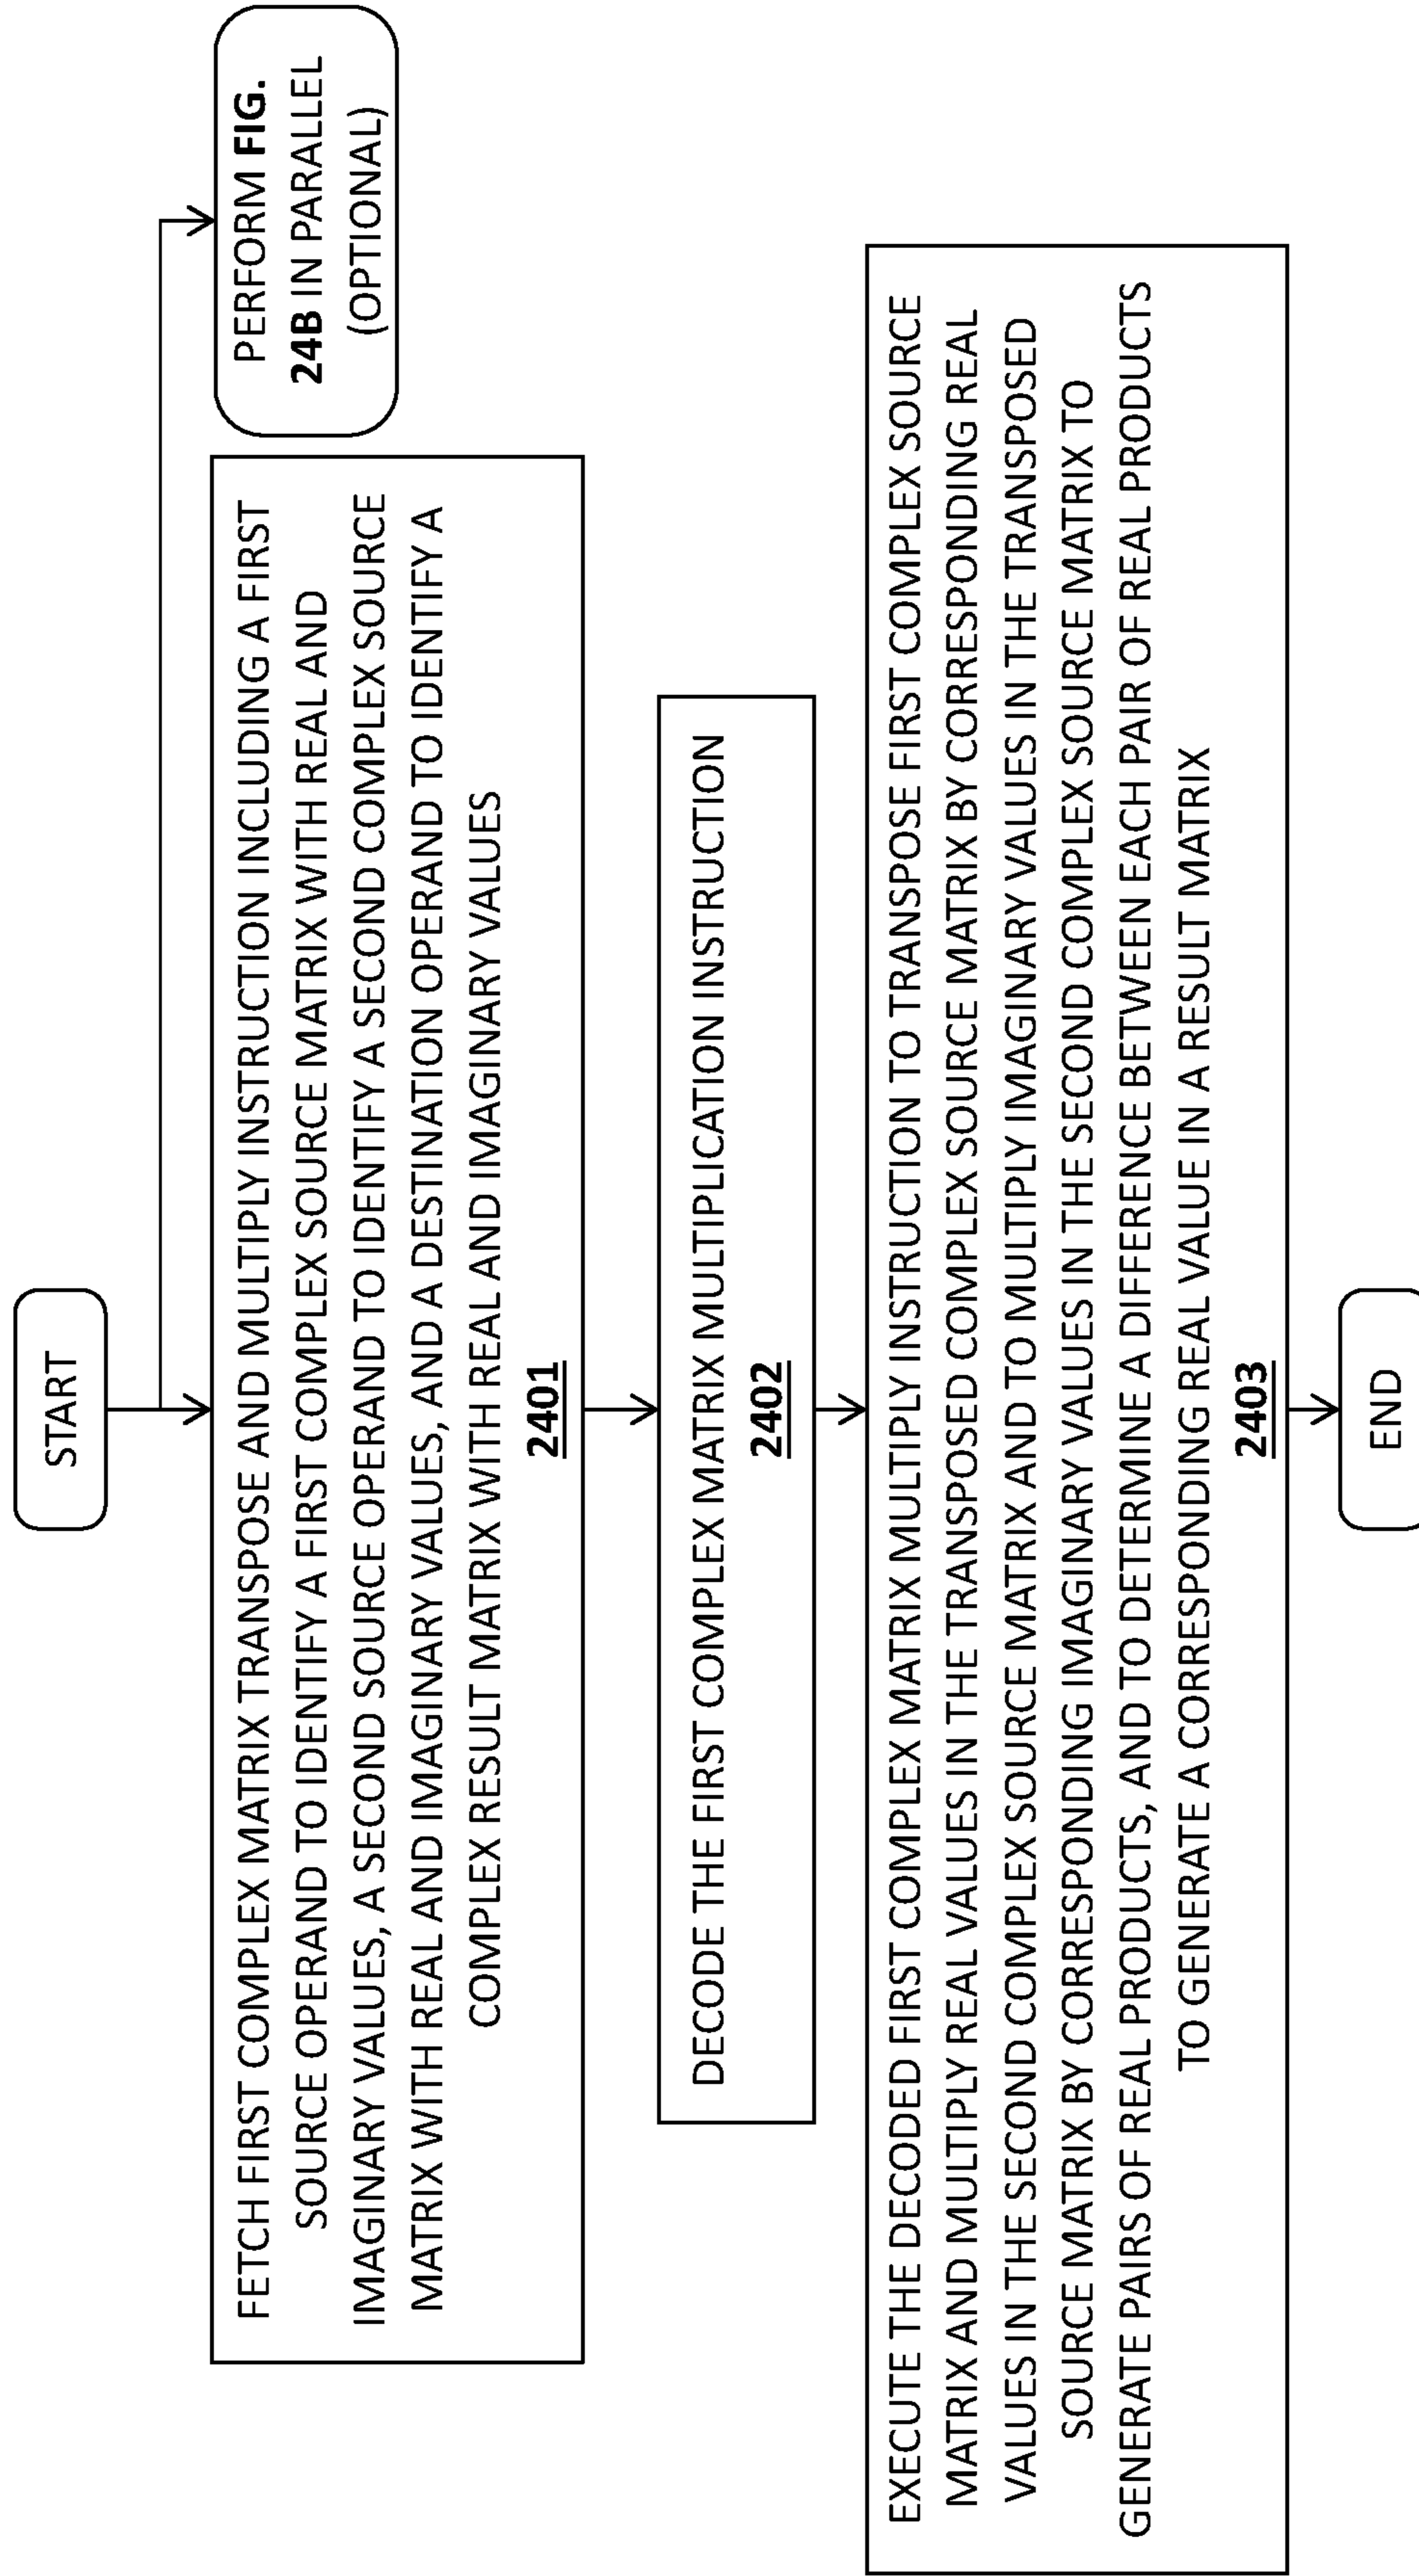 START
PERFORM FIG.
24B IN PARALLEL
(OPTIONAL)
FETCH FIRST COMPLEX MATRIX TRANSPOSE AND MULTIPLY INSTRUCTION INCLUDING A FIRST
SOURCE OPERAND TO IDENTIFY A FIRST COMPLEX SOURCE MATRIX WITH REAL AND
IMAGINARY VALUES, A SECOND SOURCE OPERAND TO IDENTIFY A SECOND COMPLEX SOURCE
MATRIX WITH REAL AND IMAGINARY VALUES, AND A DESTINATION OPERAND TO IDENTIFY A
COMPLEX RESULT MATRIX WITH REAL AND IMAGINARY VALUES
2401
DECODE THE FIRST COMPLEX MATRIX MULTIPLICATION INSTRUCTION
2402
EXECUTE THE DECODED FIRST COMPLEX MATRIX MULTIPLY INSTRUCTION TO TRANSPOSE FIRST COMPLEX SOURCE
MATRIX AND MULTIPLY REAL VALUES IN THE TRANSPOSED COMPLEX SOURCE MATRIX BY CORRESPONDING REAL
VALUES IN THE SECOND COMPLEX SOURCE MATRIX AND TO MULTIPLY IMAGINARY VALUES IN THE TRANSPOSED
SOURCE MATRIX BY CORRESPONDING IMAGINARY VALUES IN THE SECOND COMPLEX SOURCE MATRIX TO
GENERATE PAIRS OF REAL PRODUCTS, AND TO DETERMINE A DIFFERENCE BETWEEN EACH PAIR OF REAL PRODUCTS
TO GENERATE A CORRESPONDING REAL VALUE IN A RESULT MATRIX
2403
END